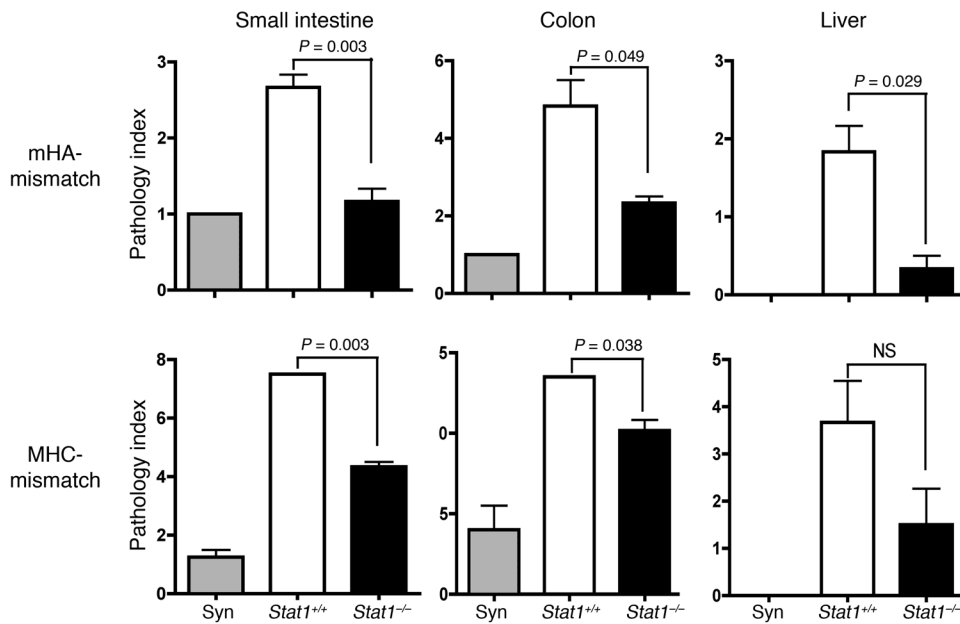 Small intestine
Colon
Liver
mHA-
mismatch
Pathology index
3
2
1
0
P = 0.003
6
4
2
0
P = 0.049
3
2
1
0
P = 0.029
MHC-
mismatch
Pathology index
8
6
4
2
0
P = 0.003
5
0
5
0
P = 0.038
5
4
3
2
1
0
NS
Syn
Stat1+/+
Stat1–/–
Syn
Stat1+/+
Stat1–/–
Syn
Stat1+/+
Stat1–/–